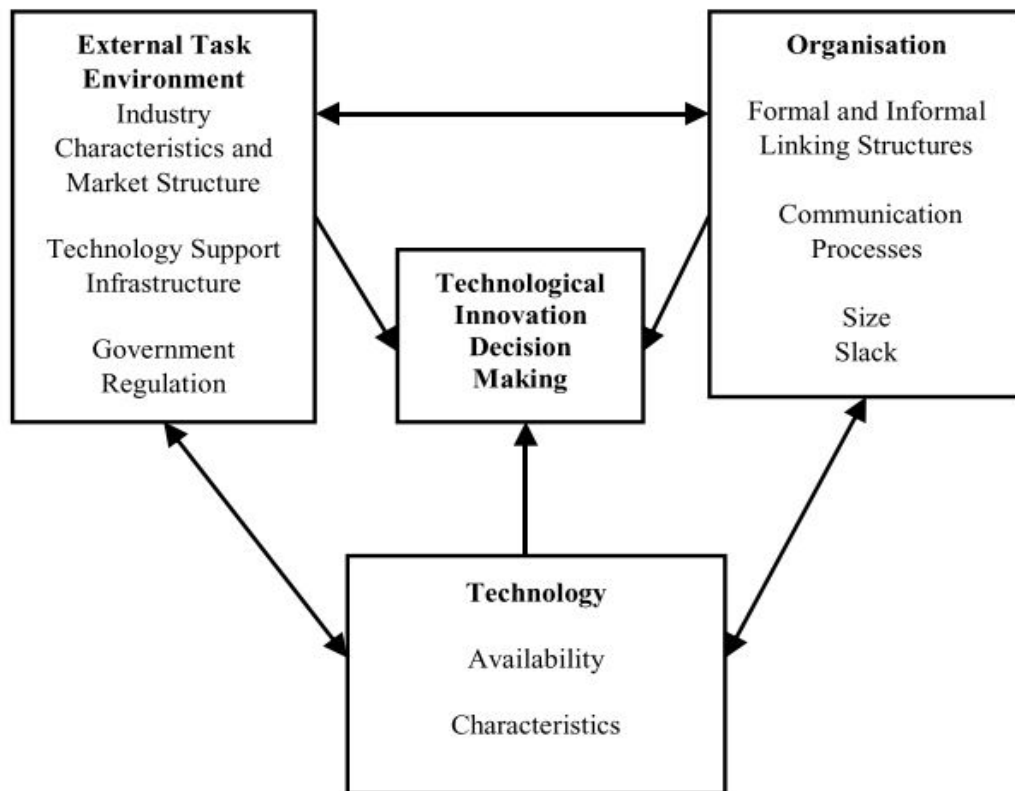 External Task
Environment
Industry
Characteristics and
Market Structure
Technology Support
Infrastructure
Government
Regulation
Organisation
Formal and Informal
Linking Structures
Communication
Processes
Size
Slack
Technological
Innovation
Decision
Making
Technology
Availability
Characteristics